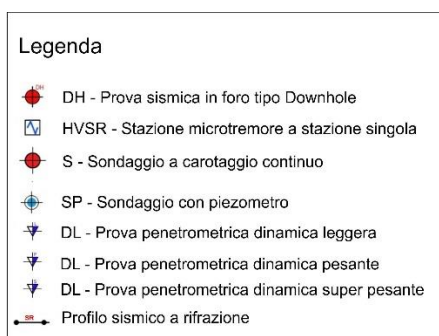 Legenda
DH
DH - Prova sismica in foro tipo Downhole
HVSR - Stazione microtremore a stazione singola
S - Sondaggio a carotaggio continuo
SP - Sondaggio con piezometro
DL - Prova penetrometrica dinamica leggera
DL - Prova penetrometrica dinamica pesante
DL - Prova penetrometrica dinamica super pesante
SR Profilo sismico a rifrazione